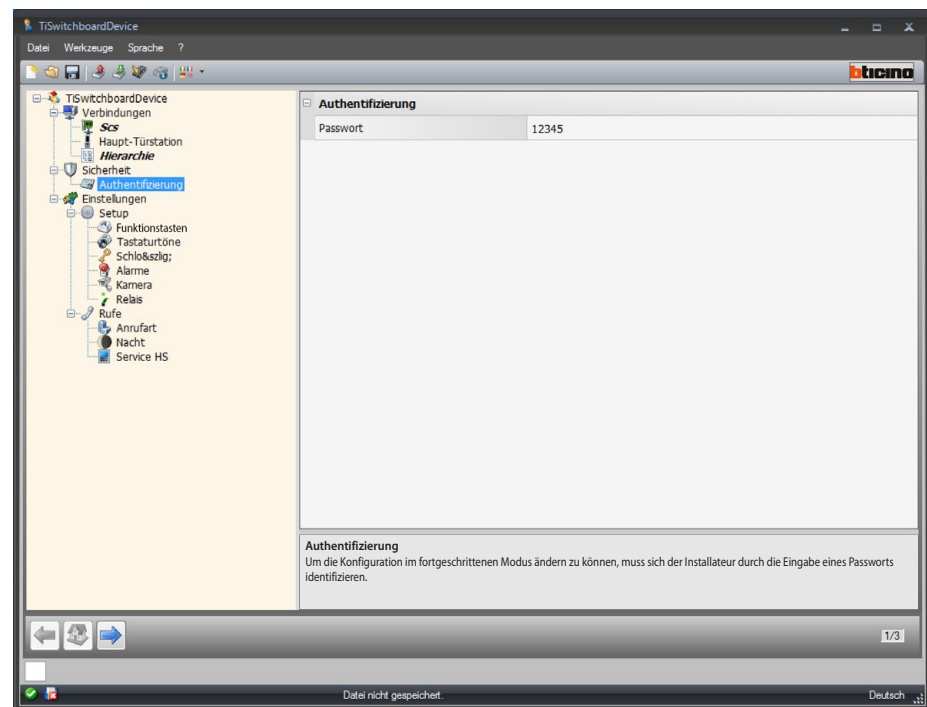 TiSwitchboardDevice
Datei Werkzeuge Sprache ?
bticino
TiSwitchboardDevice
Verbindungen
Scs
Haupt-Türstation
Hierarchie
Sicherheit
Authentifizierung
Einstellungen
Setup
Funktionstasten
Tastaturtöne
Schlo&szlig;
Alarme
Kamera
Relais
Rufe
Anrufart
Nacht
Service HS
Authentifizierung
Passwort 12345
Authentifizierung
Um die Konfiguration im fortgeschrittenen Modus ändern zu können, muss sich der Installateur durch die Eingabe eines Passworts
identifizieren.
1/3
Datei nicht gespeichert.
Deutsch